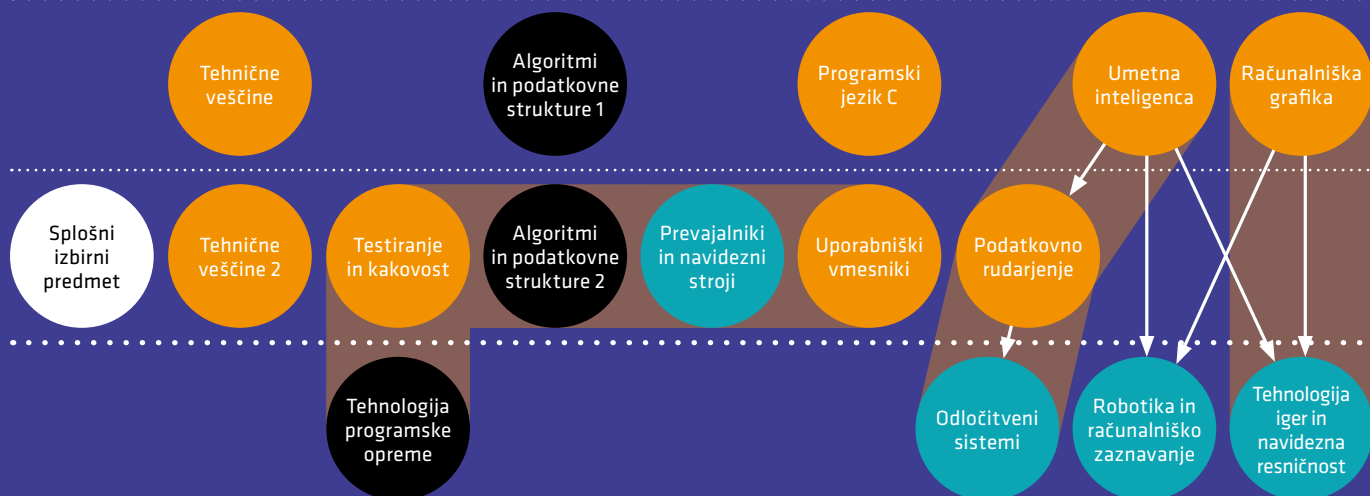 Tehnične
veščine
Algoritmi
in podatkovne
strukture 1
Programski
jezik C
Umetna
inteligenca
Računalniška
grafika
Splošni
izbirni
predmet
Tehnične
veščine 2
Testiranje
in kakovost
Algoritmi
in podatkovne
strukture 2
Prevajalniki
in navidezni
stroji
Uporabniški
vmesniki
Podatkovno
rudarjenje
Tehnologija
programske
opreme
Odločitveni
sistemi
Robotika in
računalniško
zaznavanje
Tehnologija
iger in
navidezna
resničnost